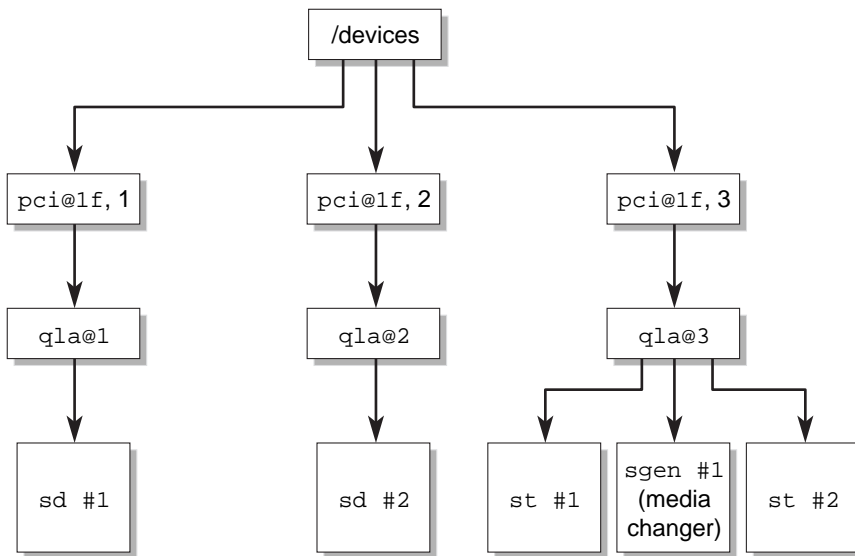 /devices
pci@1f, 1
pci@1f, 2
pci@1f, 3
qla@1
qla@2
qla@3
sd #1
sd #2
st #1
sgen #1
(media
changer)
st #2